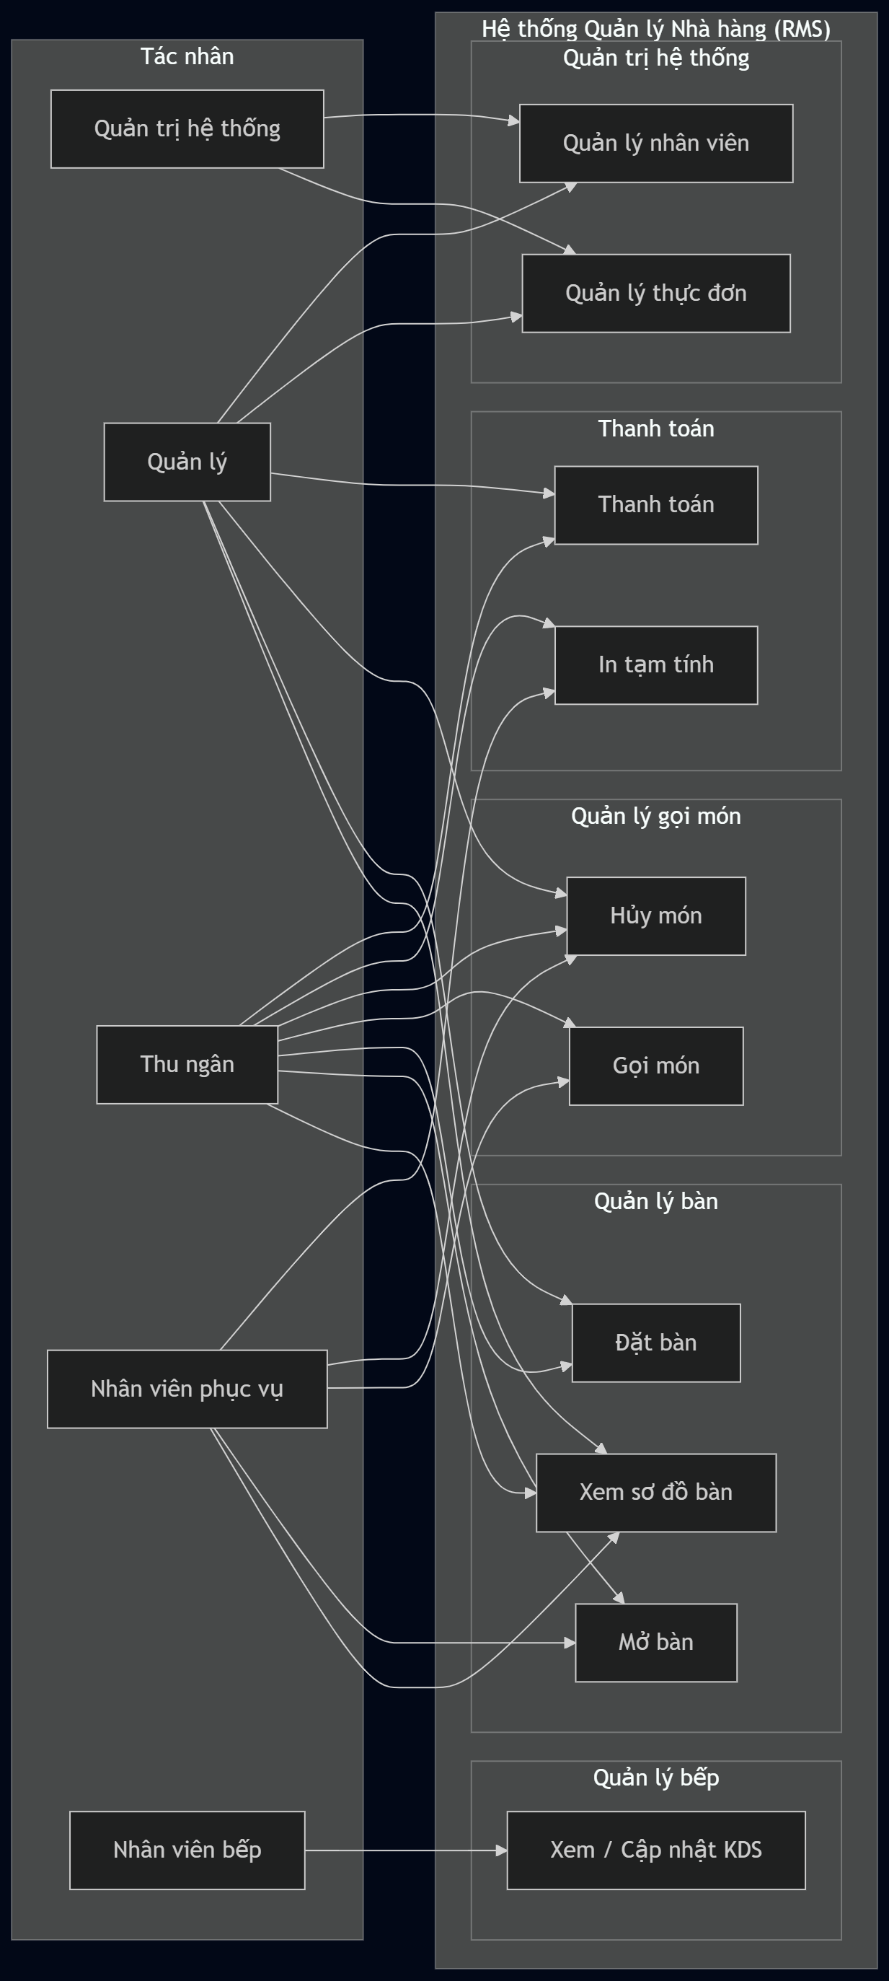 Tác nhân
Quản trị hệ thống
Quản lý
Thu ngân
Nhân viên phục vụ
Nhân viên bếp
Hệ thống Quản lý Nhà hàng (RMS)
Quản trị hệ thống
Quản lý nhân viên
Quản lý thực đơn
Thanh toán
Thanh toán
In tạm tính
Quản lý gọi món
Hủy món
Gọi món
Quản lý bàn
Đặt bàn
Xem sơ đồ bàn
Mở bàn
Quản lý bếp
Xem / Cập nhật KDS